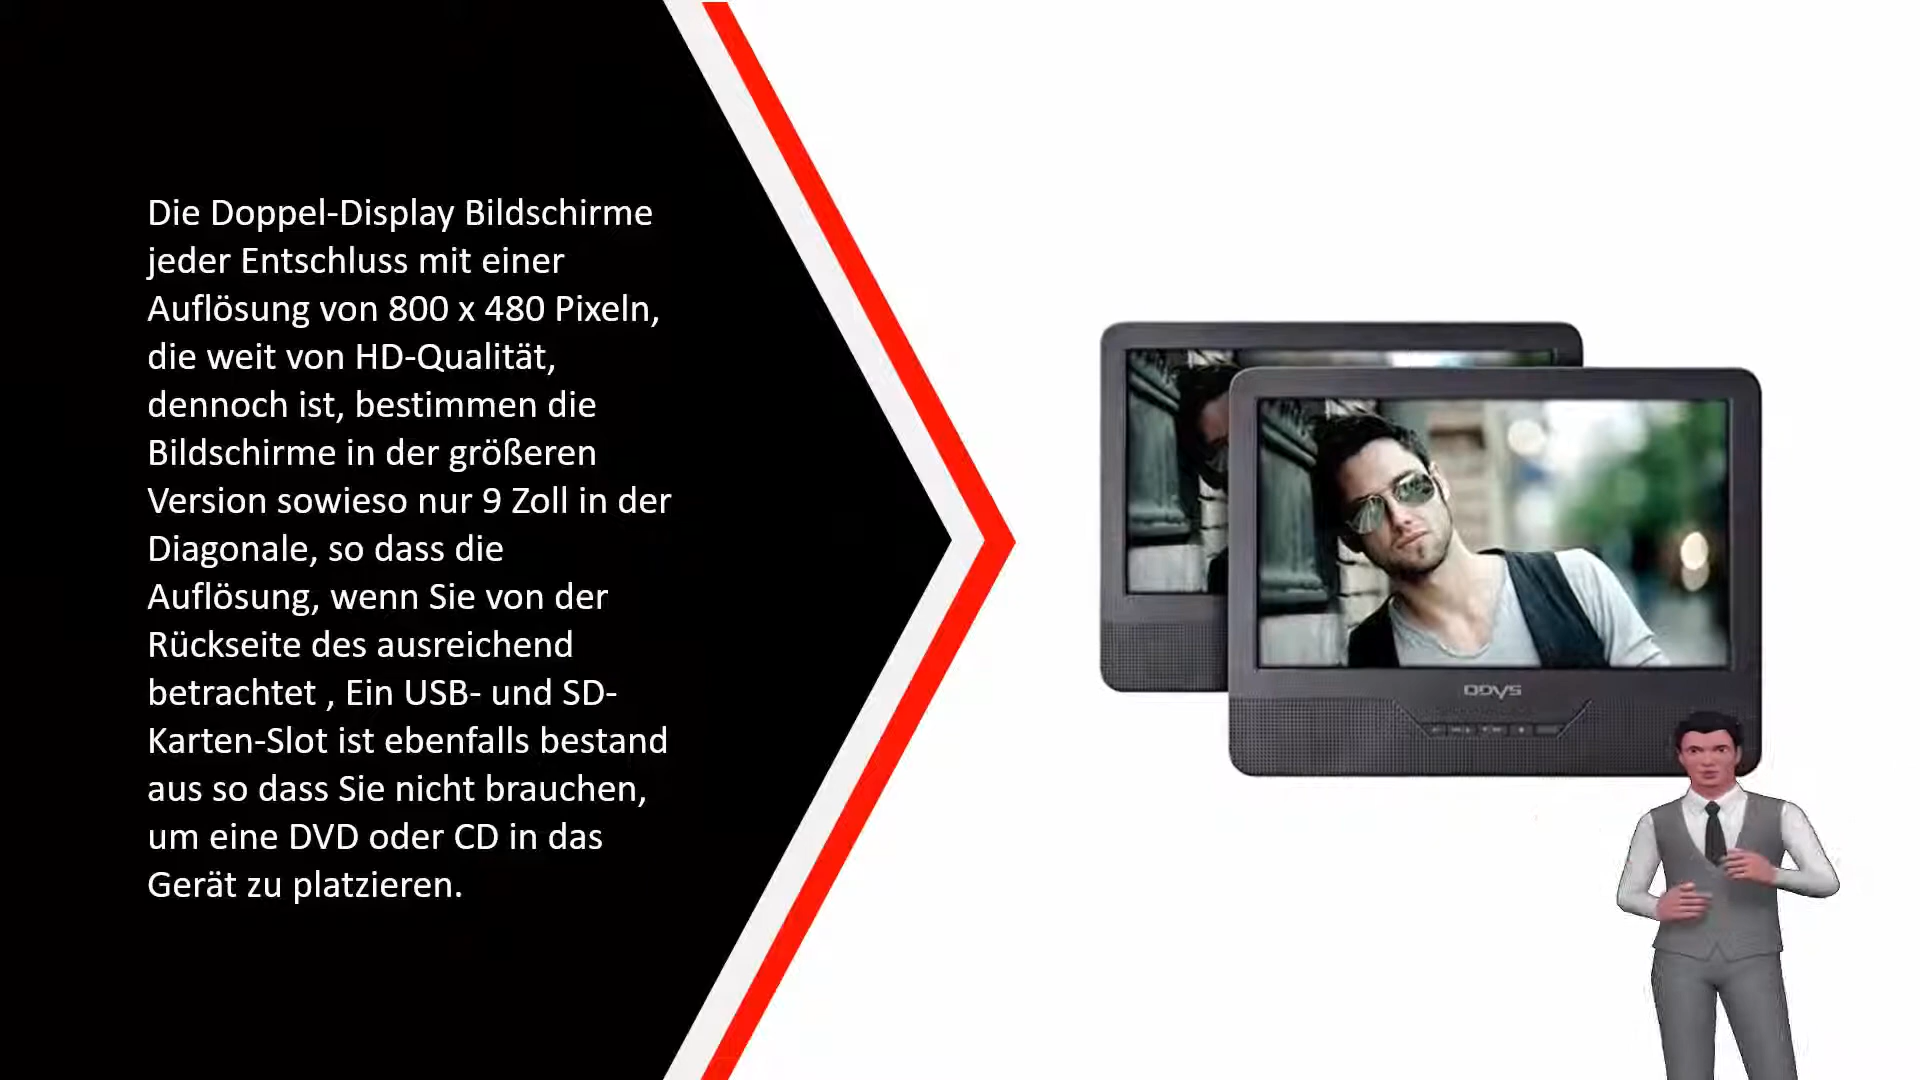 Die Doppel-Display Bildschirme
jeder Entschluss mit einer
Auflösung von 800 x 480 Pixeln,
die weit von HD-Qualität,
dennoch ist, bestimmen die
Bildschirme in der größeren
Version sowieso nur 9 Zoll in der
Diagonale, so dass die
Auflösung, wenn Sie von der
Rückseite des ausreichend
betrachtet , Ein USB- und SD-
Karten-Slot ist ebenfalls bestand
aus so dass Sie nicht brauchen,
um eine DVD oder CD in das
Gerät zu platzieren.
ODYS